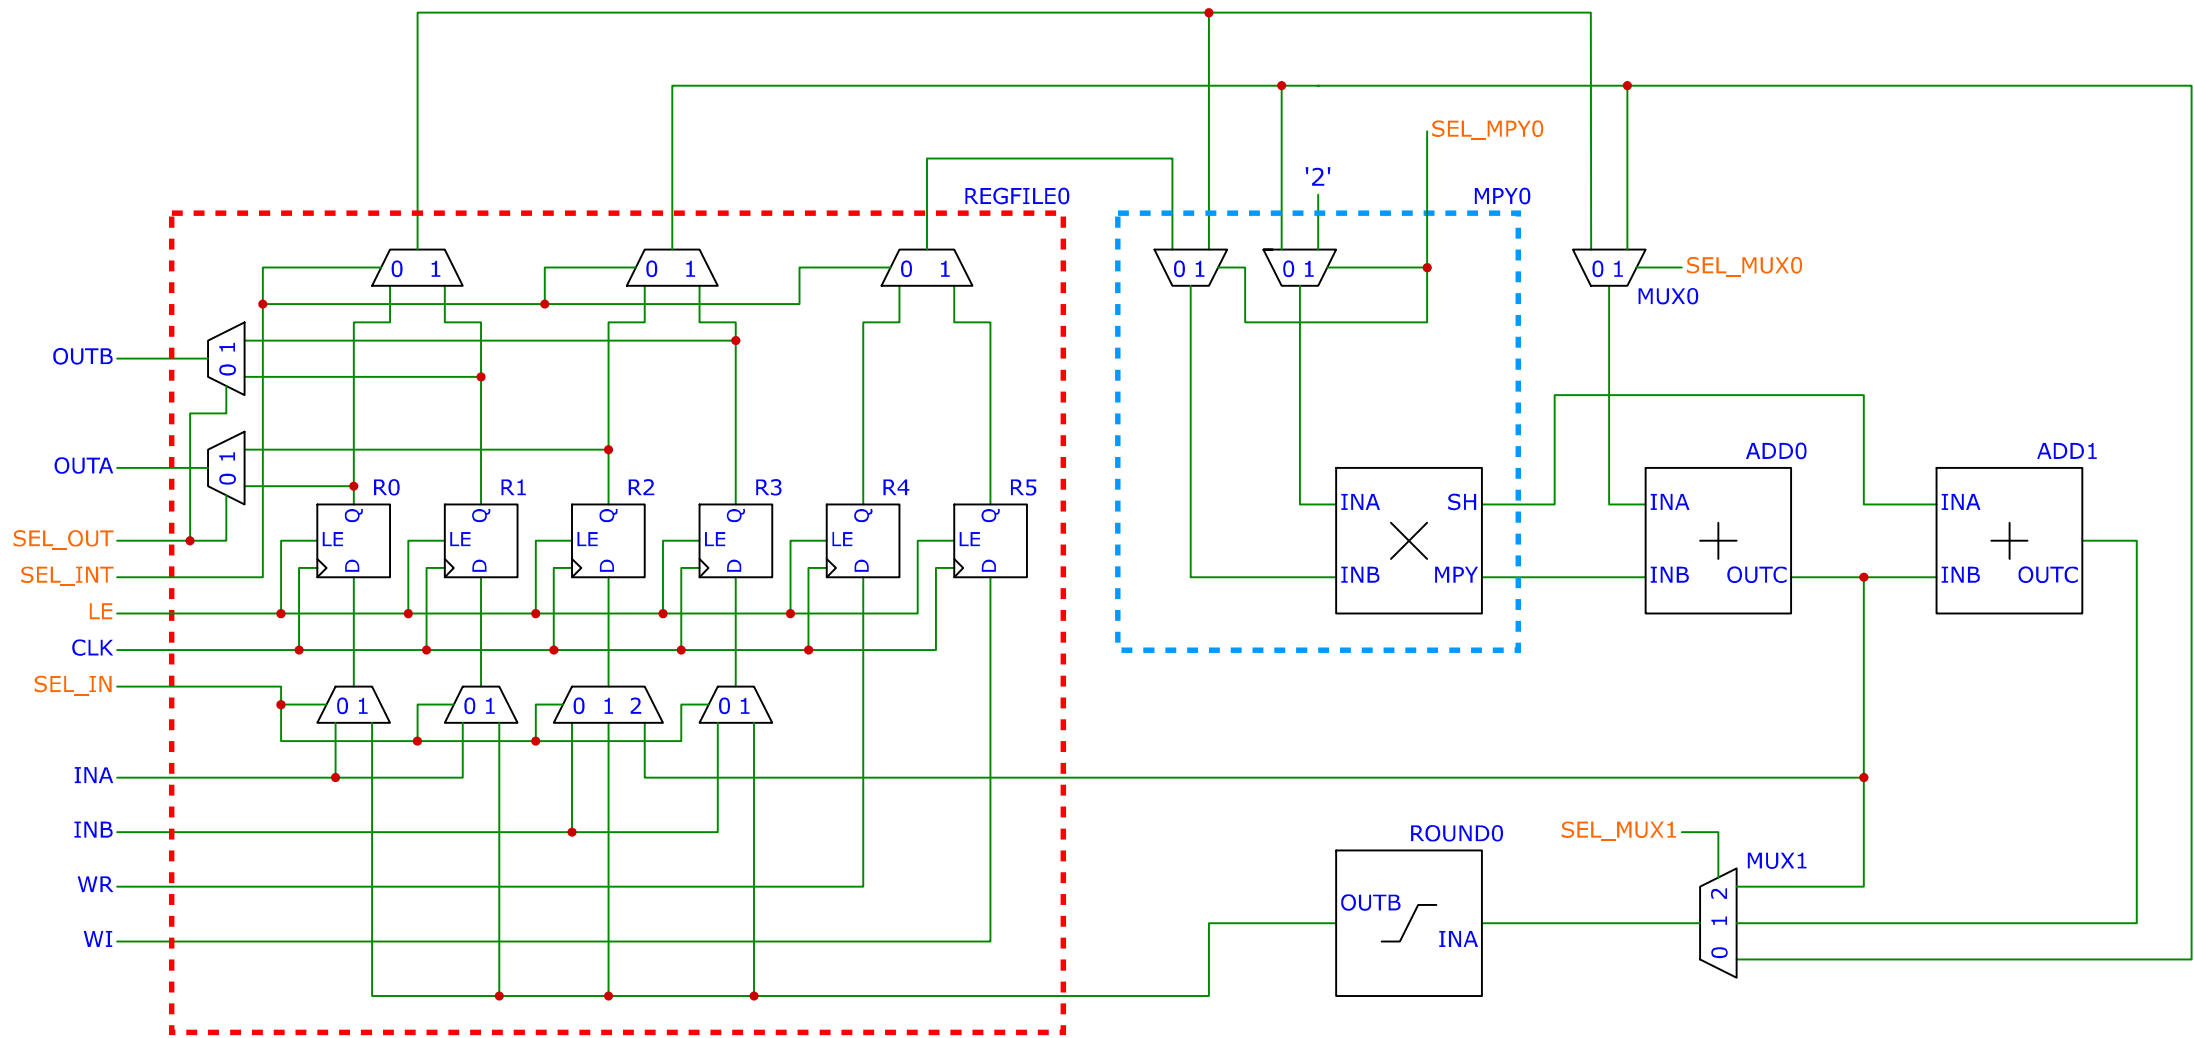 SEL_MPY0
'2'
REGFILE0
MPY0
0 1
0 1
0 1
0 1
0 1
0 1
SEL_MUX0
MUX0
OUTB
0 1
OUTA
0 1
ADD0
ADD1
R0
R1
R2
R3
R4
R5
Q
Q
Q
Q
Q
Q
INA
SH
INA
INA
SEL_OUT
LE
LE
LE
LE
LE
LE
SEL_INT
D
D
D
D
D
D
INB
MPY
INB
OUTC
INB
OUTC
LE
CLK
SEL_IN
0 1
0 1
0 1 2
0 1
INA
INB
ROUND0
SEL_MUX1
MUX1
WR
OUTB
0 1 2
WI
INA